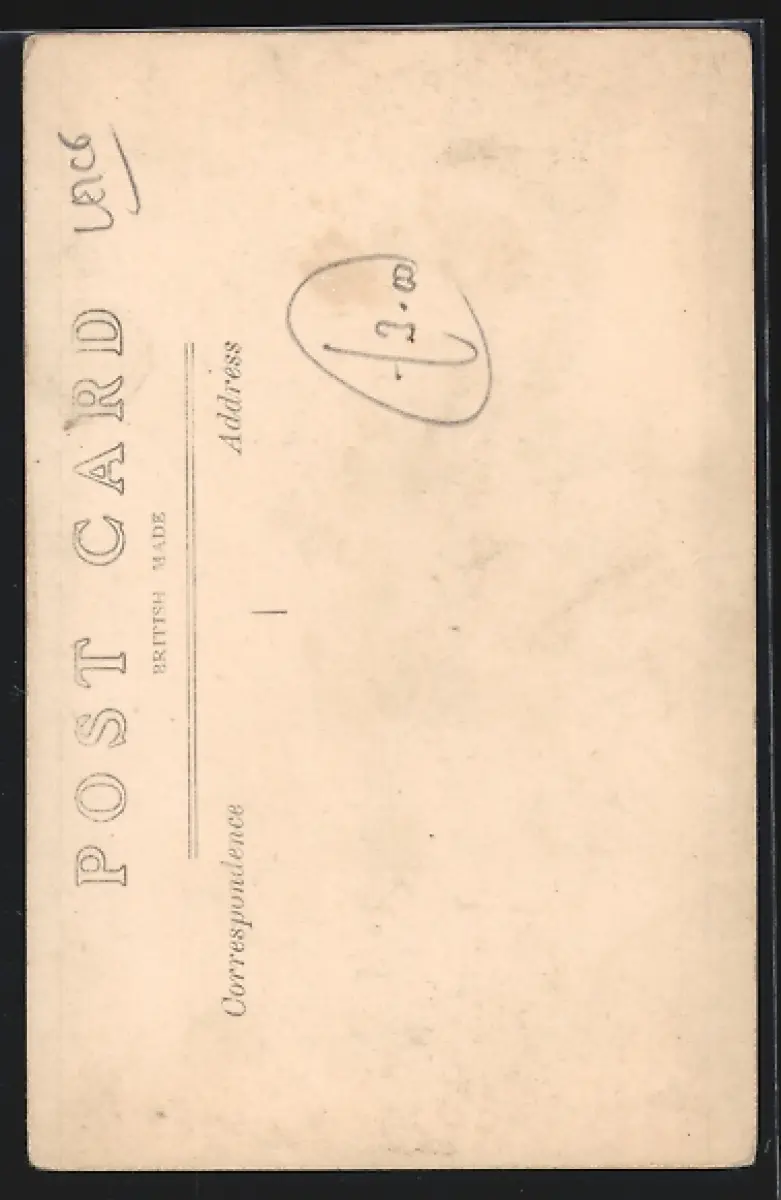 POST CARD
BRITISH MADE
Correspondence
Address